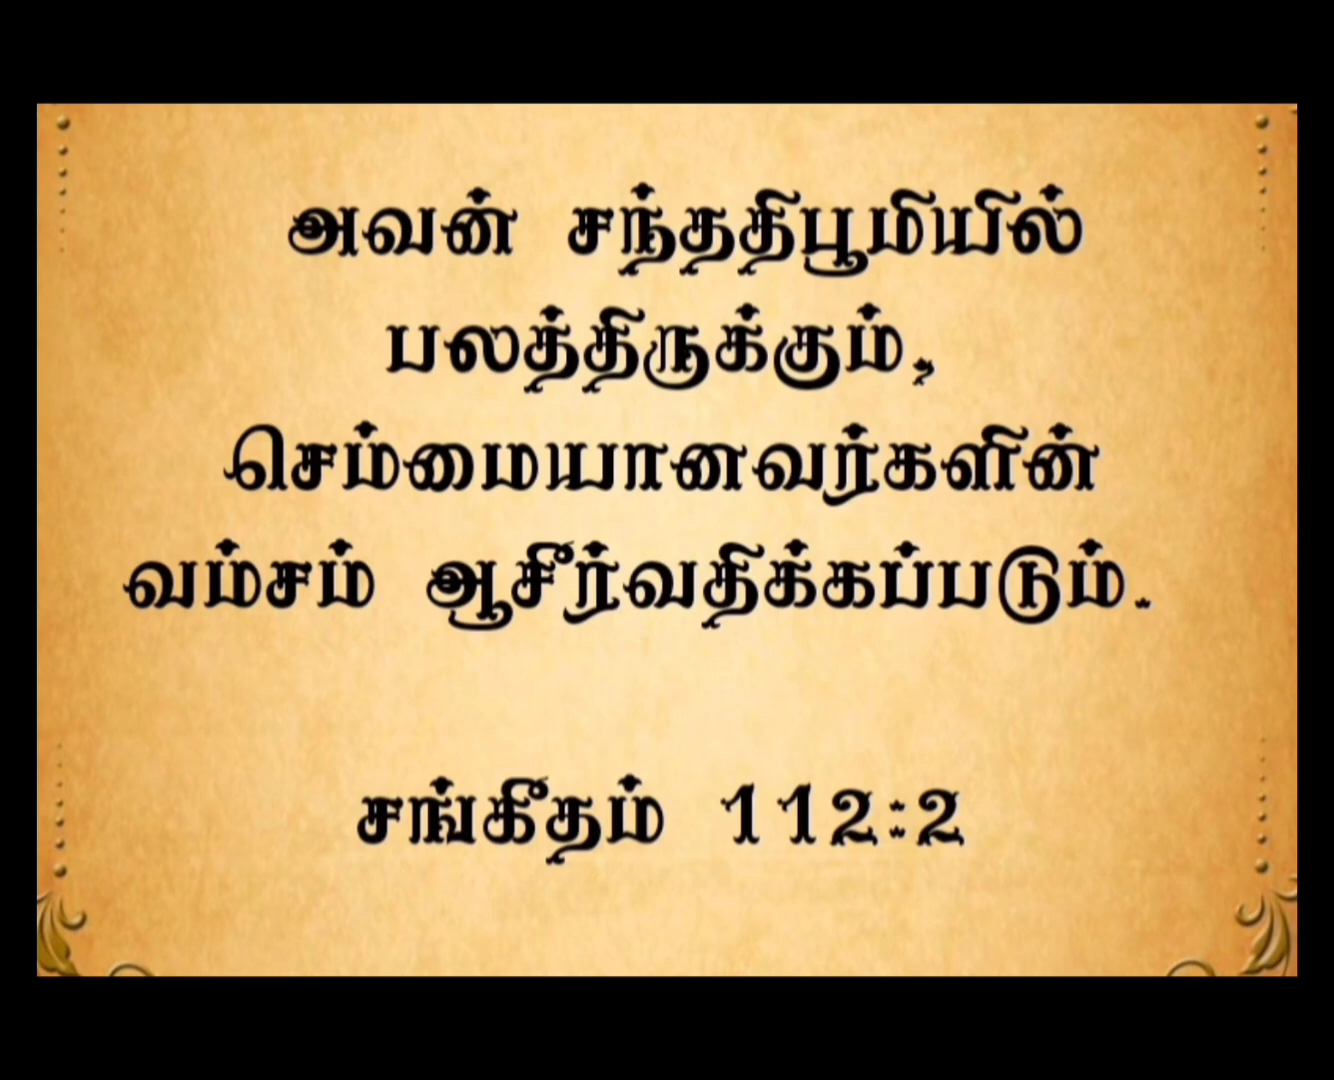 அவன் சந்ததிபூமியில்
பலத்திருக்கும்,
செம்மையானவர்களின்
வம்சம் ஆசீர்வதிக்கப்படும்.
சங்கீதம் 112:2